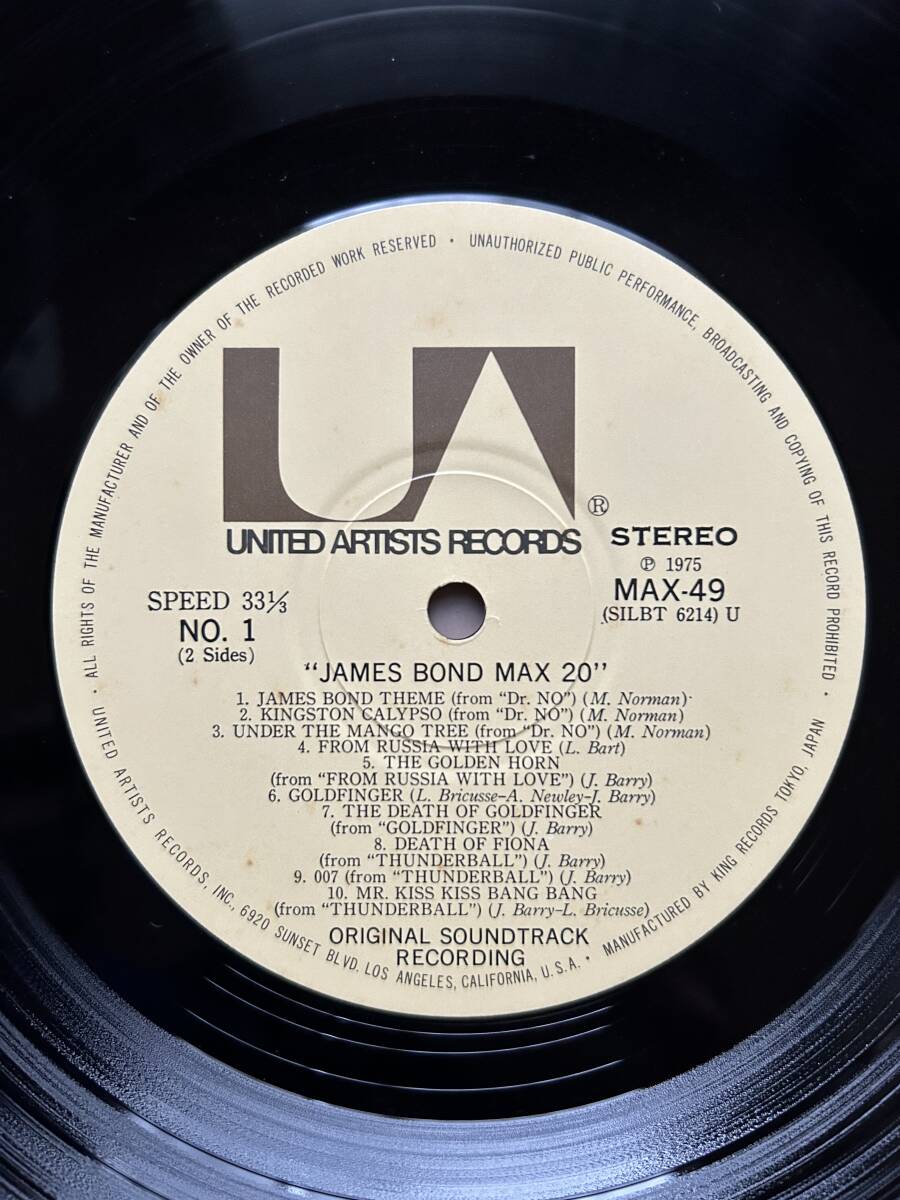 ALL RIGHTS OF THE MANUFACTURER AND OF THE OWNER OF THE RECORDED WORK RESERVED · UNAUTHORIZED PUBLIC PERFORMANCE, BROADCASTING AND COPYING OF THIS RECORD PROHIBITED ·
UA
®
UNITED ARTISTS RECORDS
STEREO
℗ 1975
SPEED 33⅓
MAX-49
NO. 1
(SILBT 6214) U
(2 Sides)
"JAMES BOND MAX 20"
1. JAMES BOND THEME (from "Dr. NO") (M. Norman)
2. KINGSTON CALYPSO (from "Dr. NO") (M. Norman)
3. UNDER THE MANGO TREE (from "Dr. NO") (M. Norman)
4. FROM RUSSIA WITH LOVE (L. Bart)
5. THE GOLDEN HORN
(from "FROM RUSSIA WITH LOVE") (J. Barry)
6. GOLDFINGER (L. Bricusse–A. Newley–J. Barry)
7. THE DEATH OF GOLDFINGER
(from "GOLDFINGER") (J. Barry)
8. DEATH OF FIONA
(from "THUNDERBALL") (J. Barry)
9. 007 (from "THUNDERBALL") (J. Barry)
10. MR. KISS KISS BANG BANG
(from "THUNDERBALL") (J. Barry–L. Bricusse)
ORIGINAL SOUNDTRACK
RECORDING
UNITED ARTISTS RECORDS, INC., 6920 SUNSET BLVD. LOS ANGELES, CALIFORNIA, U.S.A. · MANUFACTURED BY KING RECORDS TOKYO, JAPAN